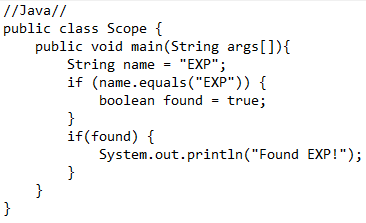 //Java//
public class Scope {
    public void main(String args[]){
        String name = "EXP";
        if (name.equals("EXP")) {
            boolean found = true;
        }
        if(found) {
            System.out.println("Found EXP!");
        }
    }
}